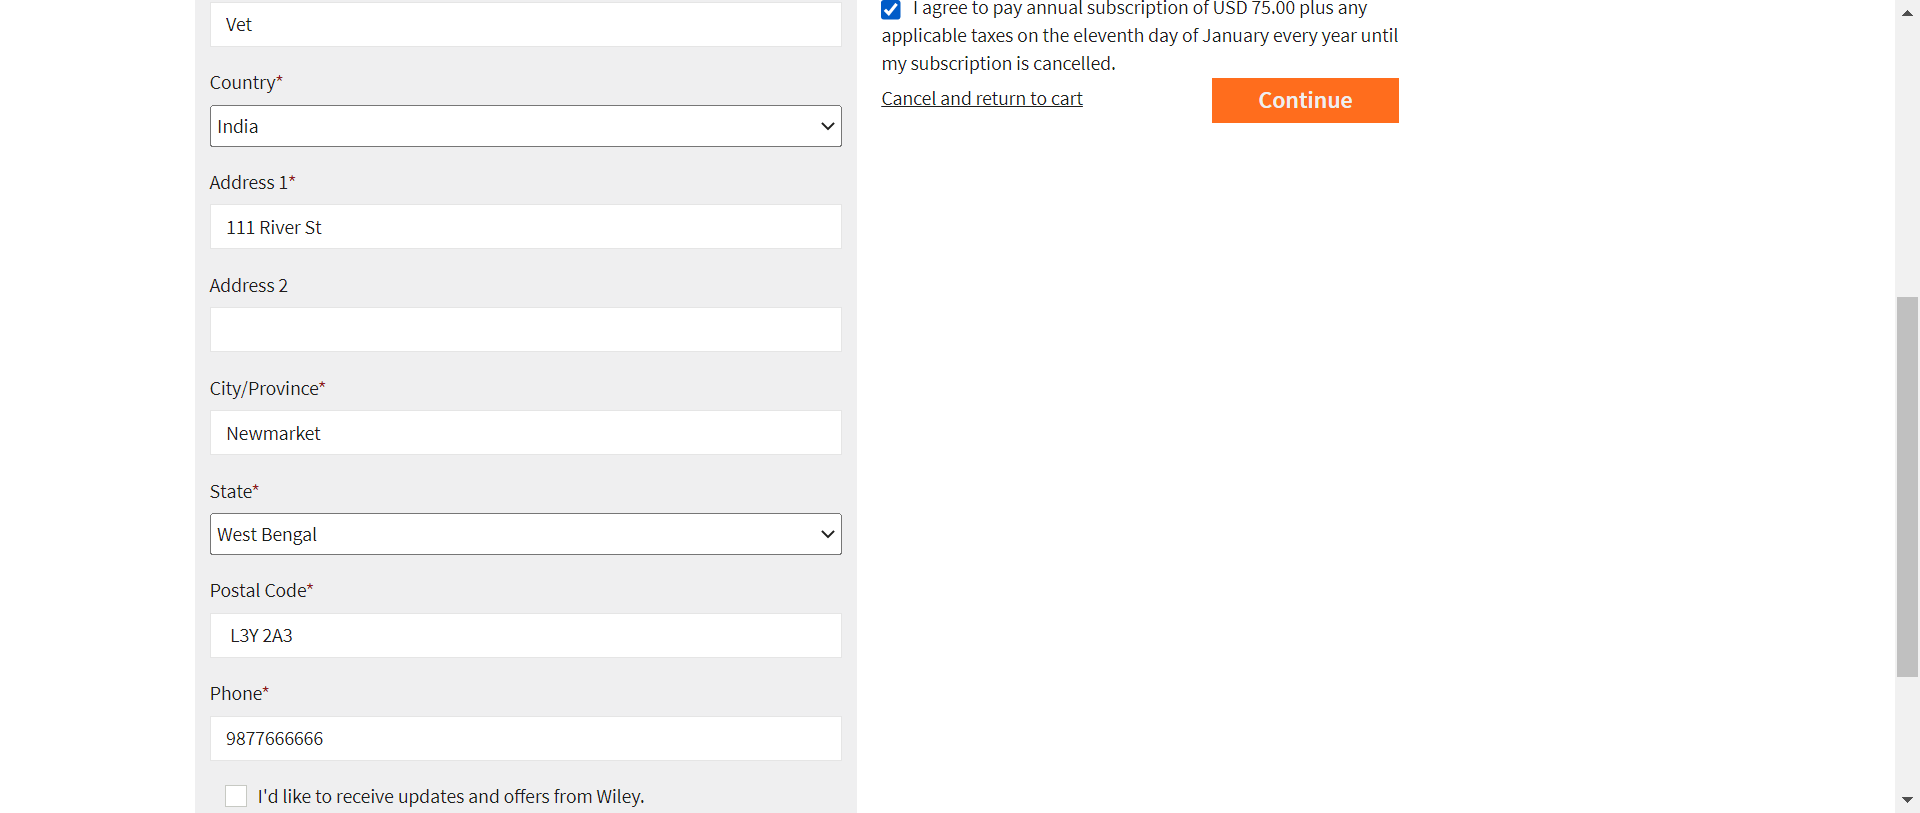 Vet
Country*
India
Address 1*
111 River St
Address 2
City/Province*
Newmarket
State*
West Bengal
Postal Code*
L3Y 2A3
Phone*
9877666666
I'd like to receive updates and offers from Wiley.
I agree to pay annual subscription of USD 75.00 plus any
applicable taxes on the eleventh day of January every year until
my subscription is cancelled.
Cancel and return to cart
Continue